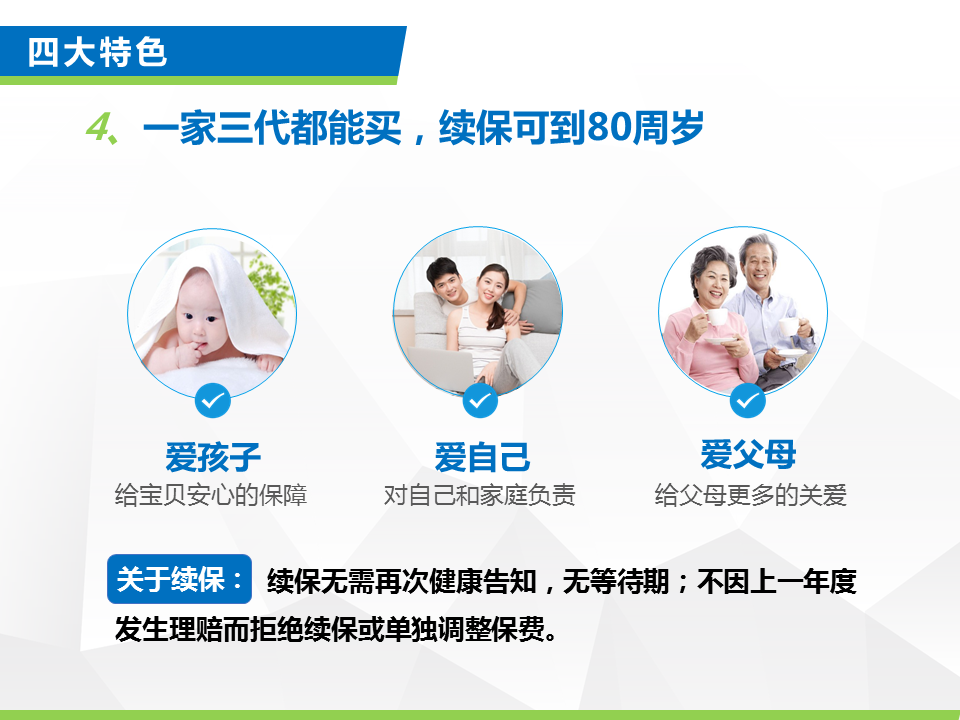 四大特色
4、一家三代都能买，续保可到80周岁
爱孩子
给宝贝安心的保障
爱自己
对自己和家庭负责
爱父母
给父母更多的关爱
关于续保： 续保无需再次健康告知，无等待期；不因上一年度
发生理赔而拒绝续保或单独调整保费。